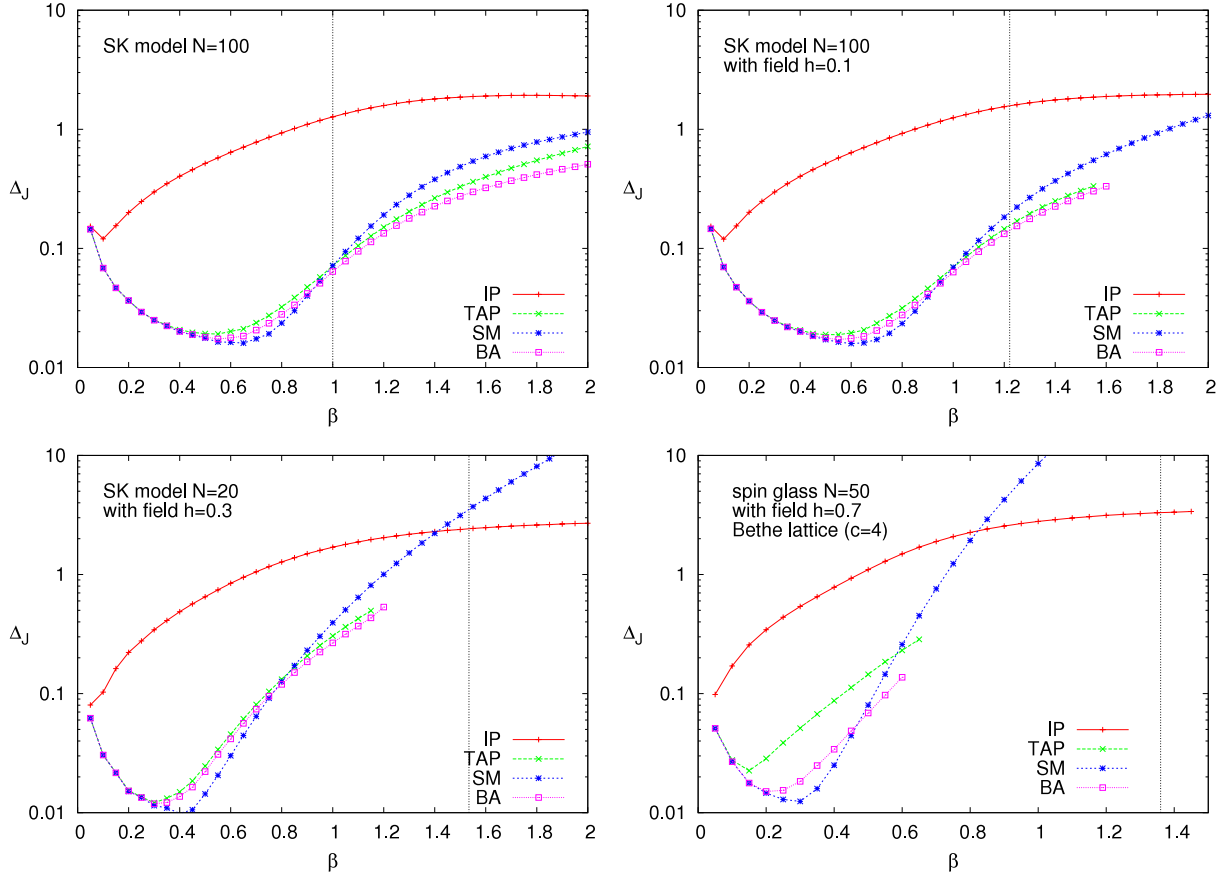 10
1
0.1
0.01
Δ_J
SK model N=100
IP
TAP
SM
BA
0 0.2 0.4 0.6 0.8 1 1.2 1.4 1.6 1.8 2
β
10
1
0.1
0.01
Δ_J
SK model N=100
with field h=0.1
IP
TAP
SM
BA
0 0.2 0.4 0.6 0.8 1 1.2 1.4 1.6 1.8 2
β
10
1
0.1
0.01
Δ_J
SK model N=20
with field h=0.3
IP
TAP
SM
BA
0 0.2 0.4 0.6 0.8 1 1.2 1.4 1.6 1.8 2
β
10
1
0.1
0.01
Δ_J
spin glass N=50
with field h=0.7
Bethe lattice (c=4)
IP
TAP
SM
BA
0 0.2 0.4 0.6 0.8 1 1.2 1.4
β